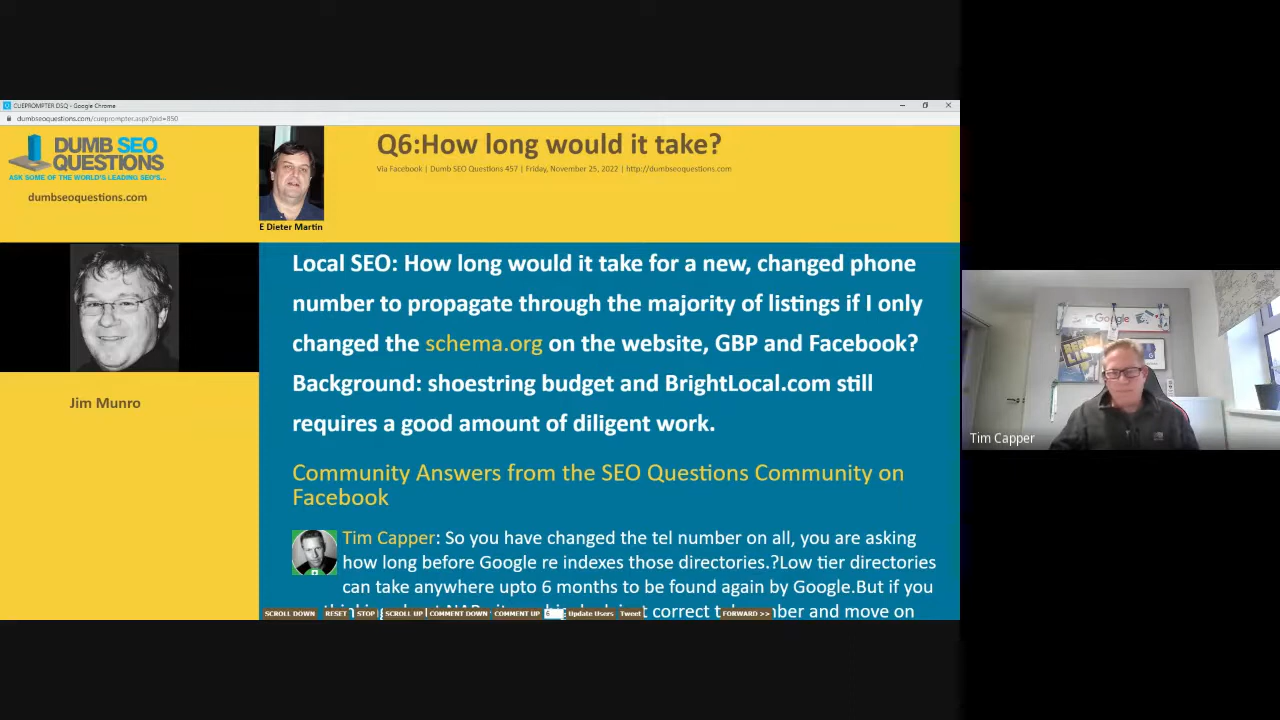 CUEPROMPTER DSQ - Google Chrome
dumbseoquestions.com/cueprompter.aspx?pid=850
DUMB SEO
QUESTIONS
ASK SOME OF THE WORLD'S LEADING SEO'S...
dumbseoquestions.com
E Dieter Martin
Q6:How long would it take?
Via Facebook | Dumb SEO Questions 457 | Friday, November 25, 2022 | http://dumbseoquestions.com
Jim Munro
Local SEO: How long would it take for a new, changed phone
number to propagate through the majority of listings if I only
changed the schema.org on the website, GBP and Facebook?
Background: shoestring budget and BrightLocal.com still
requires a good amount of diligent work.
Community Answers from the SEO Questions Community on
Facebook
Tim Capper: So you have changed the tel number on all, you are asking
how long before Google re indexes those directories.?Low tier directories
can take anywhere upto 6 months to be found again by Google.But if you
correct and move on
SCROLL DOWN RESET STOP SCROLL UP COMMENT DOWN COMMENT UP 6 Update Users Tweet FORWARD >>
Google
Tim Capper